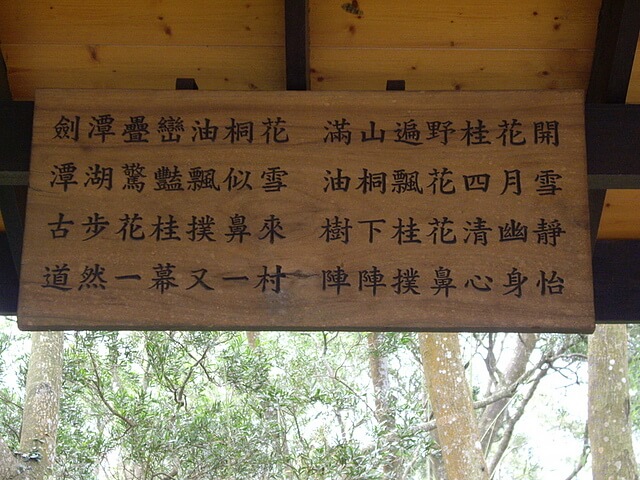 劍潭疊巒油桐花
潭湖驚豔飄似雪
古步花桂撲鼻來
道然一幕又一村
滿山遍野桂花開
油桐飄花四月雪
樹下桂花清幽靜
陣陣撲鼻心身怡